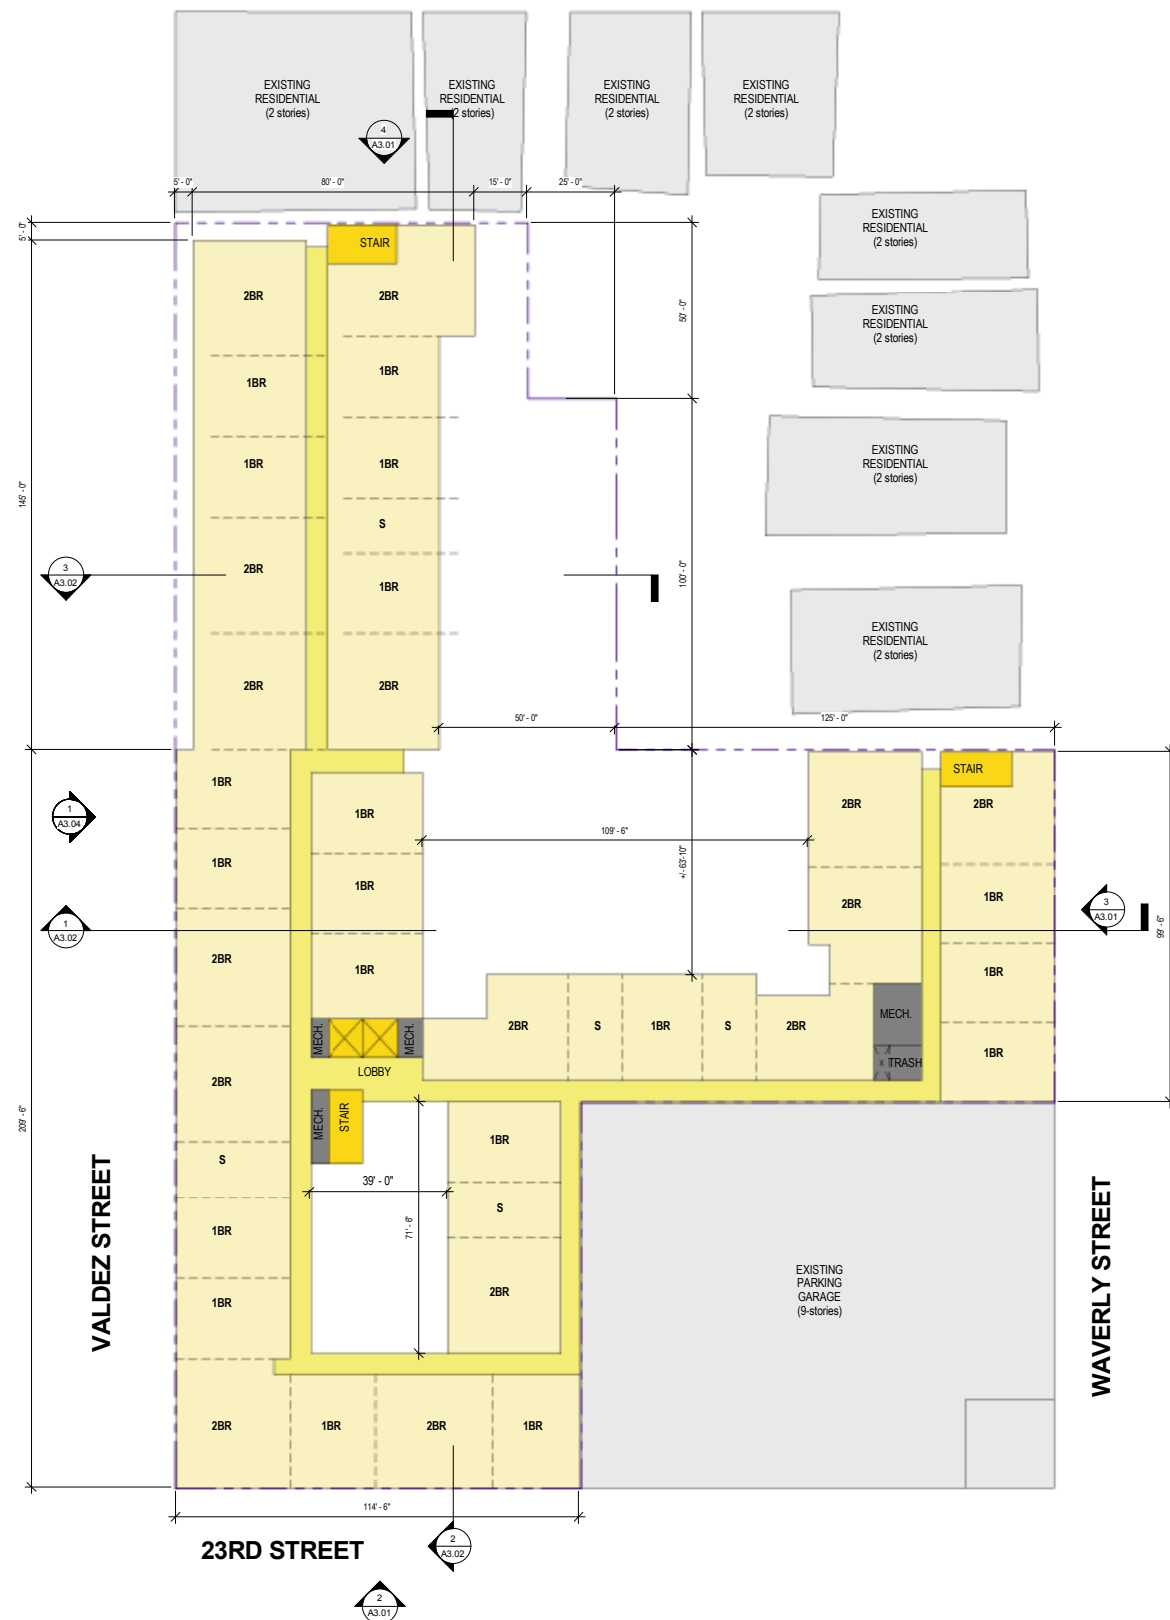 EXISTING
RESIDENTIAL
(2 stories)
EXISTING
RESIDENTIAL
(2 stories)
EXISTING
RESIDENTIAL
(2 stories)
EXISTING
RESIDENTIAL
(2 stories)
4
A3.01
5' - 0"
80' - 0"
15' - 0"
25' - 0"
EXISTING
RESIDENTIAL
(2 stories)
5' - 0"
STAIR
2BR
2BR
50' - 0"
EXISTING
RESIDENTIAL
(2 stories)
1BR
1BR
1BR
1BR
EXISTING
RESIDENTIAL
(2 stories)
145' - 0"
S
3
A3.02
2BR
1BR
100' - 0"
EXISTING
RESIDENTIAL
(2 stories)
2BR
2BR
50' - 0"
125' - 0"
1BR
STAIR
1
A3.04
1BR
2BR
2BR
109' - 6"
1BR
1BR
+/- 63'-10"
2BR
1BR
3
A3.01
99' - 6"
1
A3.02
2BR
1BR
1BR
MECH.
MECH.
2BR
S
1BR
S
2BR
MECH.
1BR
TRASH
LOBBY
2BR
MECH.
STAIR
209' - 6"
1BR
S
39' - 0"
S
71' - 6"
1BR
2BR
1BR
EXISTING
PARKING
GARAGE
(9-stories)
VALDEZ STREET
WAVERLY STREET
2BR
1BR
2BR
1BR
114' - 6"
23RD STREET
2
A3.02
2
A3.01